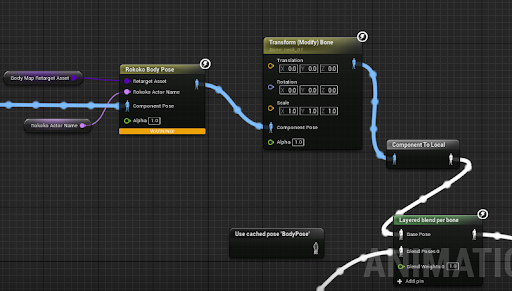 Body Map Retarget Asset
Rokoko Actor Name
Rokoko Body Pose
Retarget Asset
Rokoko Actor Name
Component Pose
Alpha 1.0
WARNING!
Transform (Modify) Bone
Translation
X 0.0 Y 0.0 Z 0.0
Rotation
X 0.0 Y 0.0 Z 0.0
Scale
X 1.0 Y 1.0 Z 1.0
Component Pose
Alpha 1.0
Component To Local
Use cached pose 'BodyPose'
Layered blend per bone
Base Pose
Blend Poses 0
Blend Weights 0 1.0
Add pin
ANIMATIO